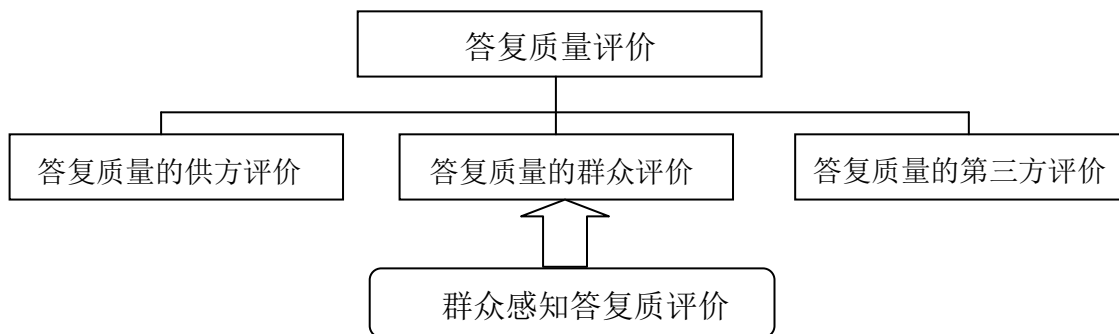 答复质量评价
答复质量的供方评价
答复质量的群众评价
答复质量的第三方评价
群众感知答复质评价